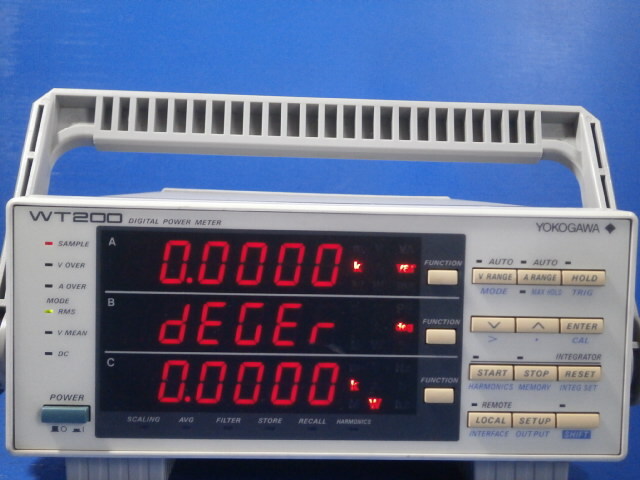 WT200 DIGITAL POWER METER
YOKOGAWA
SAMPLE
V OVER
A OVER
MODE
RMS
V MEAN
DC
POWER
A 0.0000
B dEGEr
C 0.0000
W
FUNCTION
FUNCTION
FUNCTION
SCALING AVG FILTER STORE RECALL HARMONICS
AUTO AUTO
V RANGE A RANGE HOLD
MODE MAX HOLD TRIG
ENTER
> . CAL
INTEGRATOR
START STOP RESET
HARMONICS MEMORY INTEG SET
REMOTE
LOCAL SETUP
INTERFACE OUTPUT SHIFT